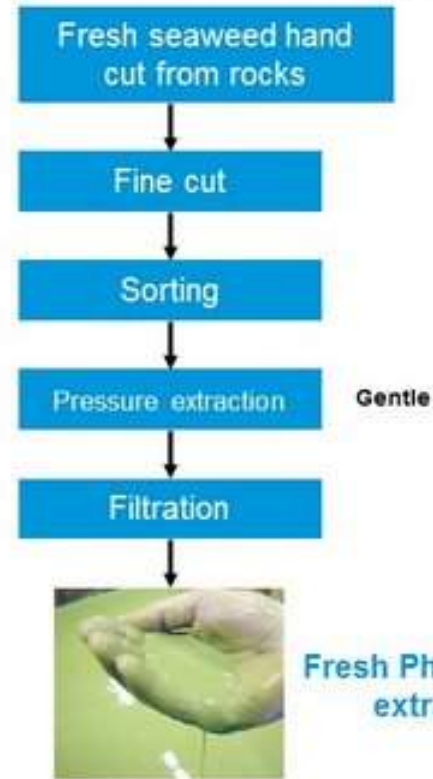 Fresh seaweed hand
cut from rocks
Fine cut
Sorting
Pressure extraction
Gentle
Filtration
Fresh